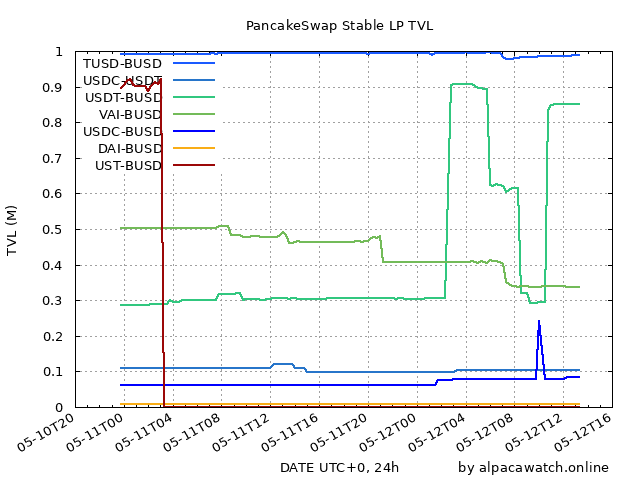 PancakeSwap Stable LP TVL
TVL (M)
1
0.9
0.8
0.7
0.6
0.5
0.4
0.3
0.2
0.1
0
TUSD-BUSD
USDC-USDT
USDT-BUSD
VAI-BUSD
USDC-BUSD
DAI-BUSD
UST-BUSD
05-10T20
05-11T00
05-11T04
05-11T08
05-11T12
05-11T16
05-11T20
05-12T00
05-12T04
05-12T08
05-12T12
05-12T16
DATE UTC+0, 24h
by alpacawatch.online